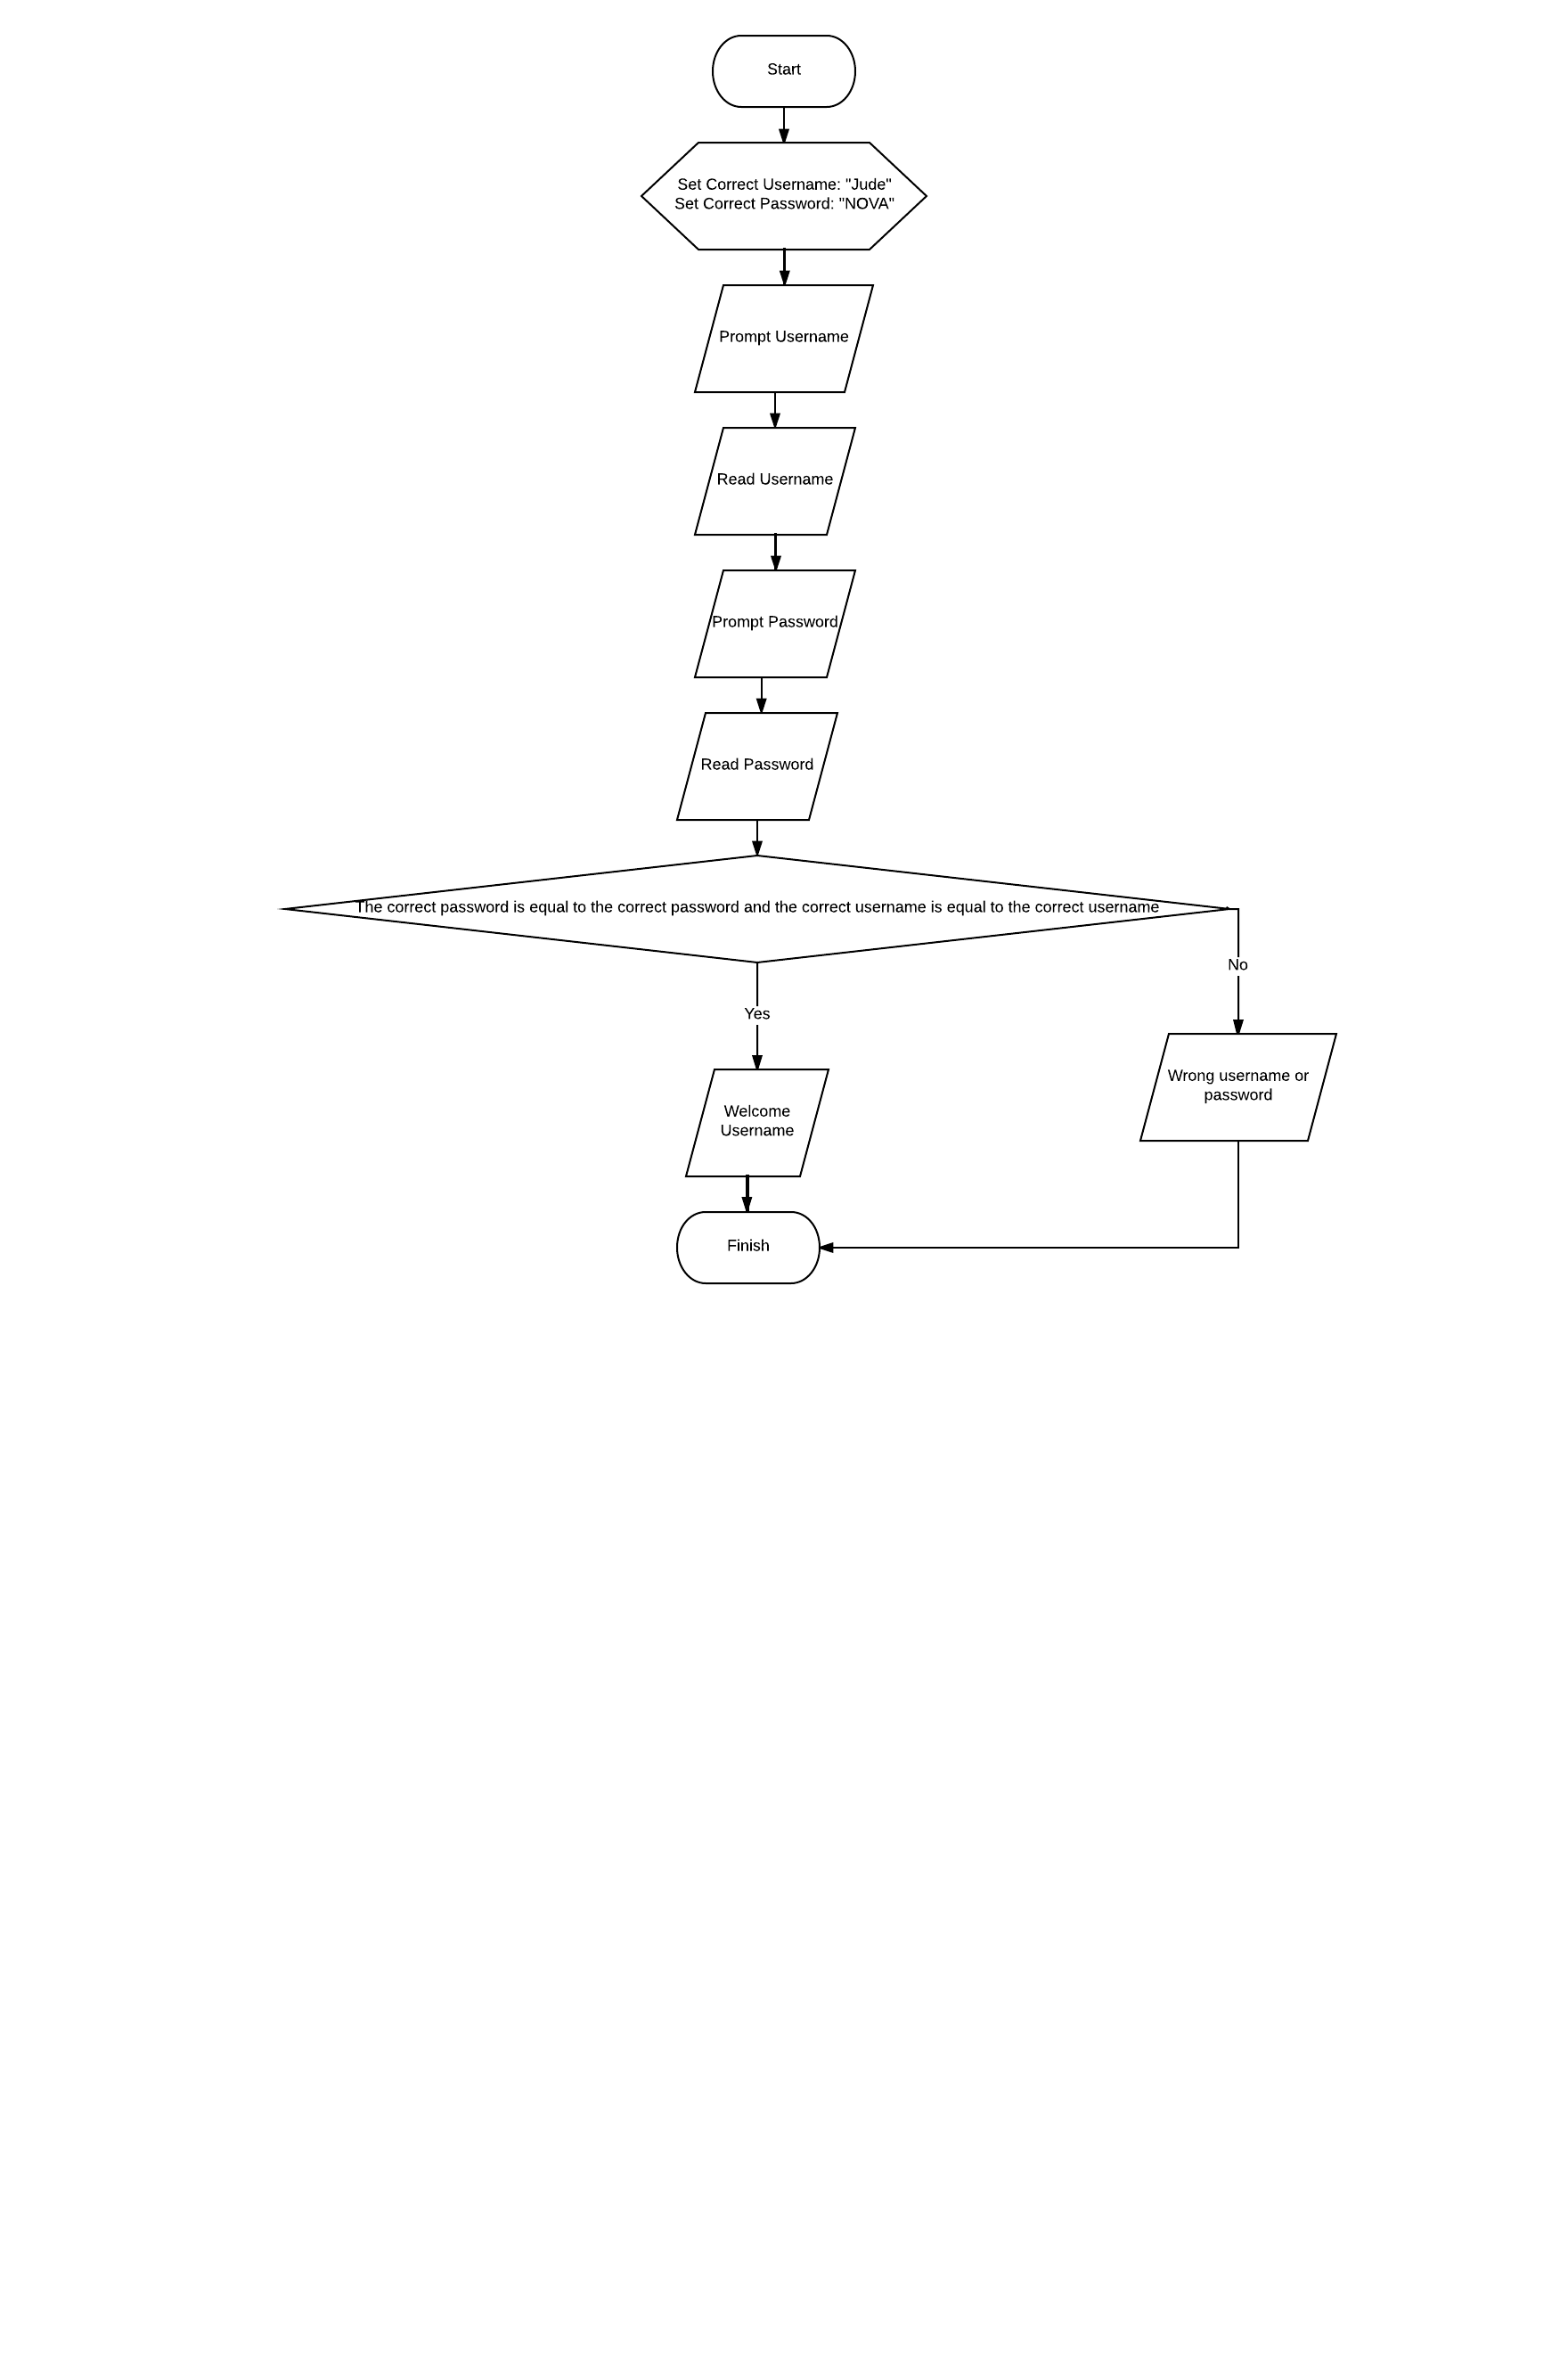 Start
Set Correct Username: "Jude"
Set Correct Password: "NOVA"
Prompt Username
Read Username
Prompt Password
Read Password
The correct password is equal to the correct password and the correct username is equal to the correct username
No
Yes
Wrong username or
password
Welcome
Username
Finish